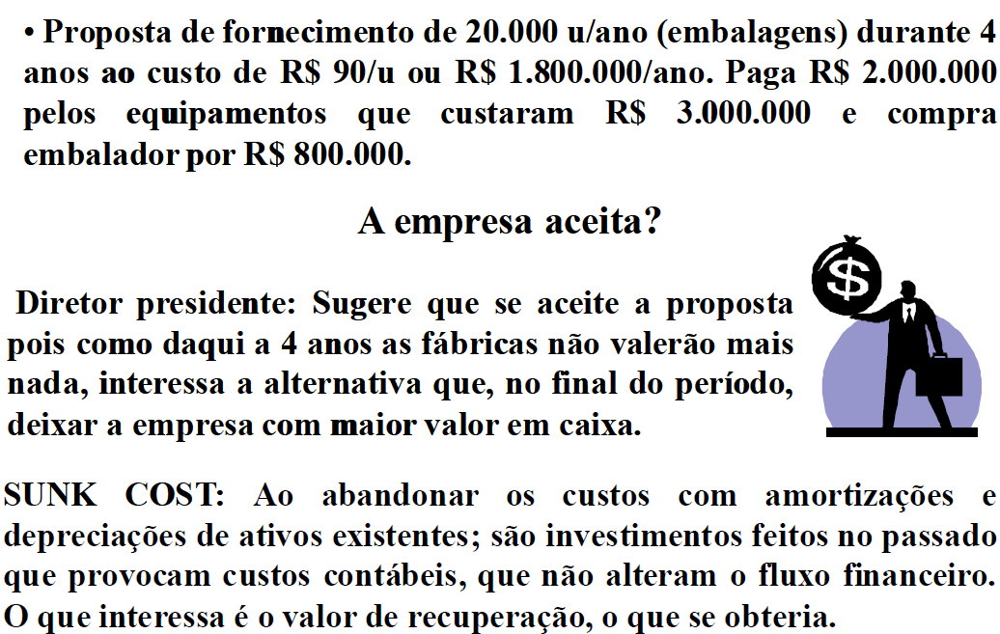 • Proposta de fornecimento de 20.000 u/ano (embalagens) durante 4
anos ao custo de R$ 90/u ou R$ 1.800.000/ano. Paga R$ 2.000.000
pelos equipamentos que custaram R$ 3.000.000 e compra
embalador por R$ 800.000.
A empresa aceita?
$
Diretor presidente: Sugere que se aceite a proposta
pois como daqui a 4 anos as fábricas não valerão mais
nada, interessa a alternativa que, no final do período,
deixar a empresa com maior valor em caixa.
SUNK COST: Ao abandonar os custos com amortizações e
depreciações de ativos existentes; são investimentos feitos no passado
que provocam custos contábeis, que não alteram o fluxo financeiro.
O que interessa é o valor de recuperação, o que se obteria.